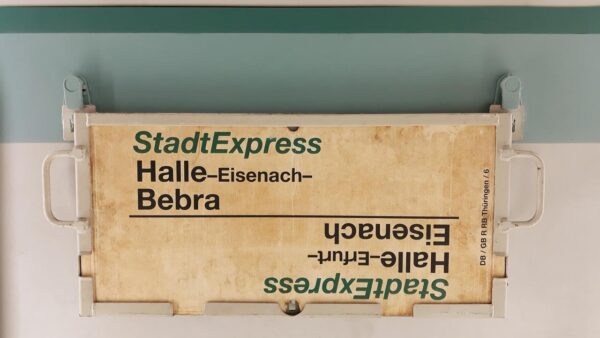 StadtExpress
Halle–Eisenach–
Bebra
StadtExpress
Halle–Erfurt–
Eisenach
DB / GB R RB Thüringen / 6